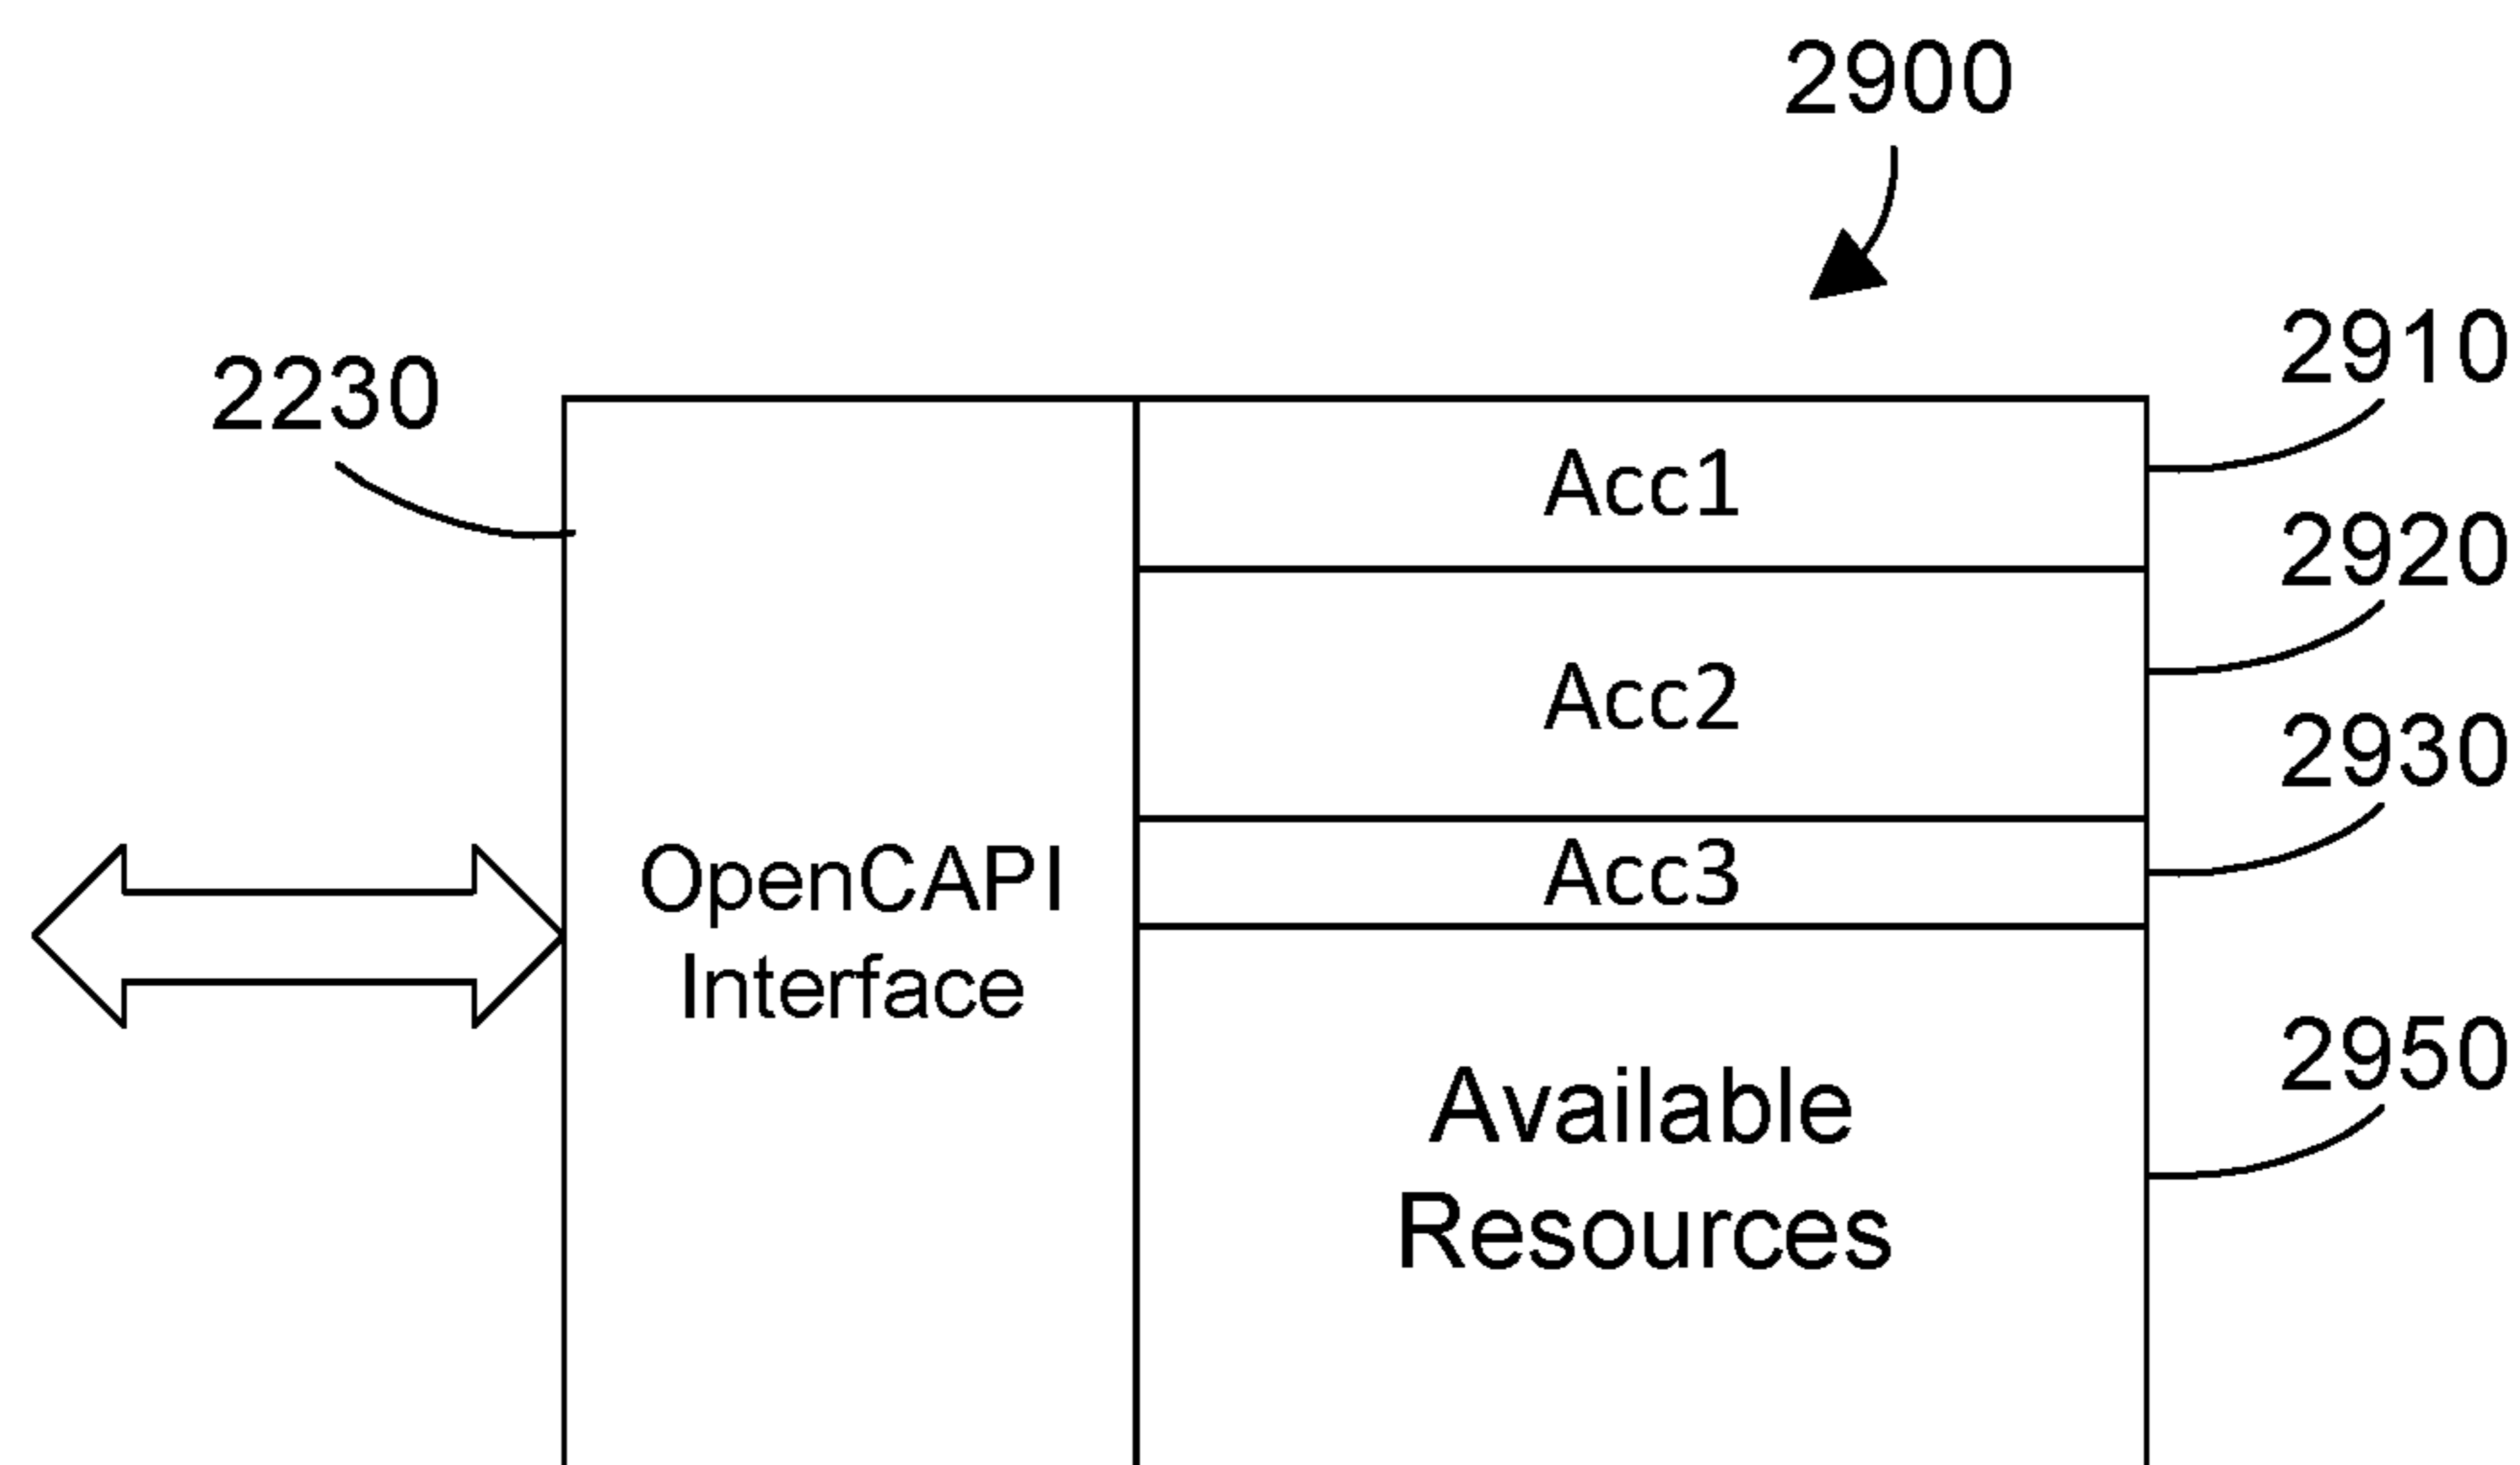 2900
2910
2230
Acc1
2920
Acc2
2930
OpenCAPI
Interface
Acc3
2950
Available
Resources